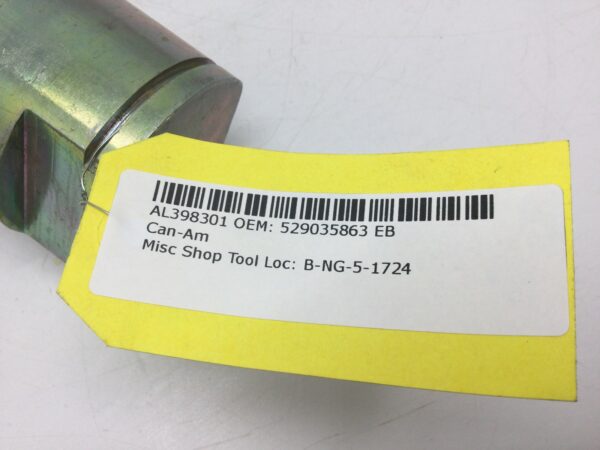 AL398301 OEM: 529035863 EB
Can-Am
Misc Shop Tool Loc: B-NG-5-1724